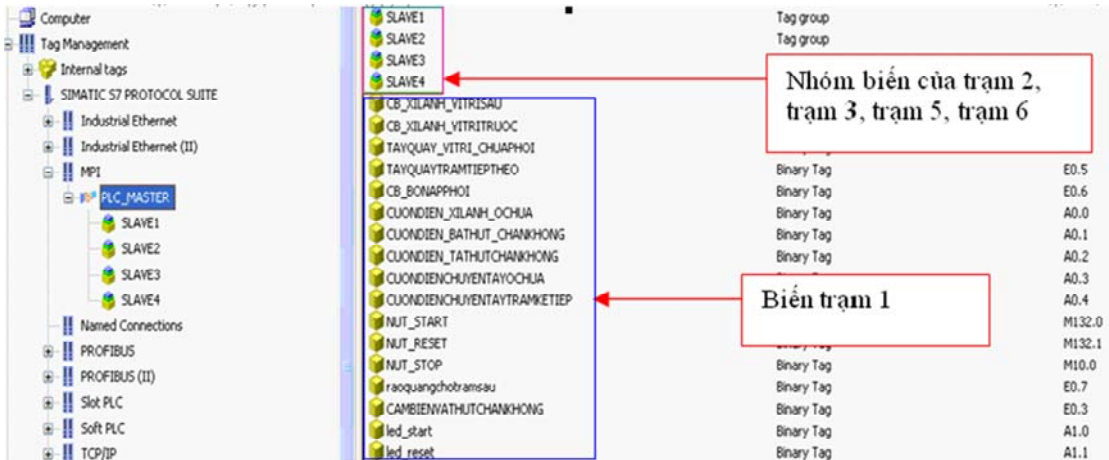 Computer
Tag Management
Internal tags
SIMATIC S7 PROTOCOL SUITE
Industrial Ethernet
Industrial Ethernet (II)
MPI
PLC_MASTER
SLAVE1
SLAVE2
SLAVE3
SLAVE4
Named Connections
PROFIBUS
PROFIBUS (II)
Slot PLC
Soft PLC
TCP/IP
SLAVE1 Tag group
SLAVE2 Tag group
SLAVE3
SLAVE4
Nhóm biến của trạm 2,
trạm 3, trạm 5, trạm 6
CB_XILANH_VITRISAU
CB_XILANH_VITRITRUOC
TAYQUAY_VITRI_CHUAPHOI
TAYQUAYTRAMTIEPTHEO Binary Tag E0.5
CB_BONAPPHOI Binary Tag E0.6
CUONDIEN_XILANH_OCHUA Binary Tag A0.0
CUONDIEN_BATHUT_CHANKHONG Binary Tag A0.1
CUONDIEN_TATHUTCHANKHONG Binary Tag A0.2
CUONDIENCHUYENTAYOCHUA A0.3
CUONDIENCHUYENTAYTRAMKETIEP A0.4
Biến trạm 1
NUT_START M132.0
NUT_RESET M132.1
NUT_STOP Binary Tag M10.0
raoquangchotramsau Binary Tag E0.7
CAMBIENVATHUTCHANKHONG Binary Tag E0.3
led_start Binary Tag A1.0
led_reset Binary Tag A1.1